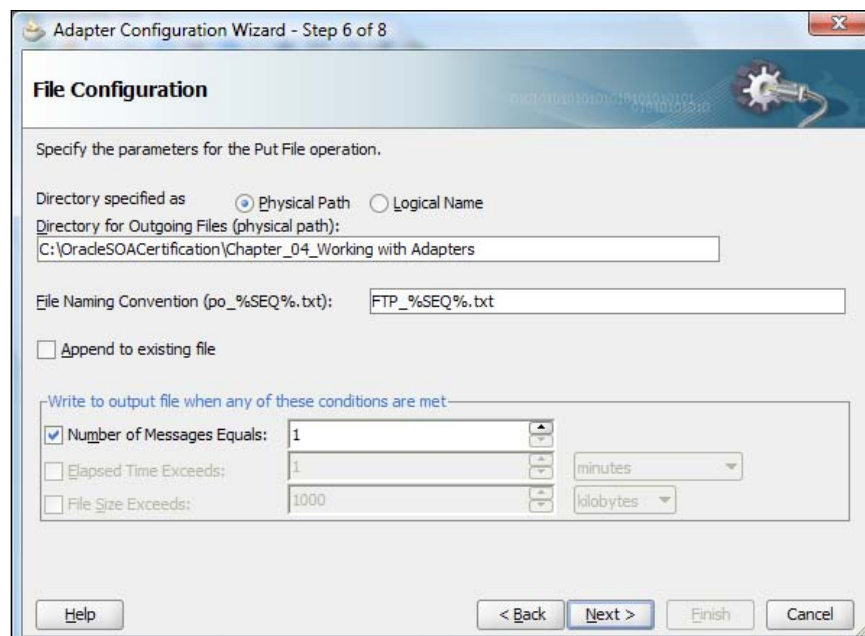 Adapter Configuration Wizard - Step 6 of 8
File Configuration
Specify the parameters for the Put File operation.
Directory specified as Physical Path Logical Name
Directory for Outgoing Files (physical path):
C:\OracleSOACertification\Chapter_04_Working with Adapters
File Naming Convention (po_%SEQ%.txt): FTP_%SEQ%.txt
Append to existing file
Write to output file when any of these conditions are met
Number of Messages Equals: 1
Elapsed Time Exceeds: 1 minutes
File Size Exceeds: 1000 kilobytes
Help < Back Next > Finish Cancel